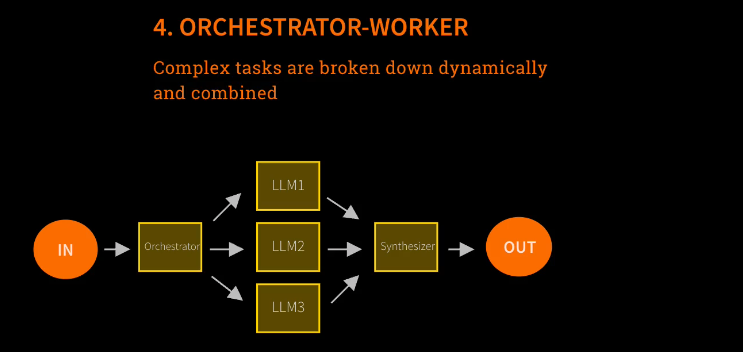 4. ORCHESTRATOR-WORKER
Complex tasks are broken down dynamically
and combined
LLM1
IN
Orchestrator
LLM2
Synthesizer
OUT
LLM3